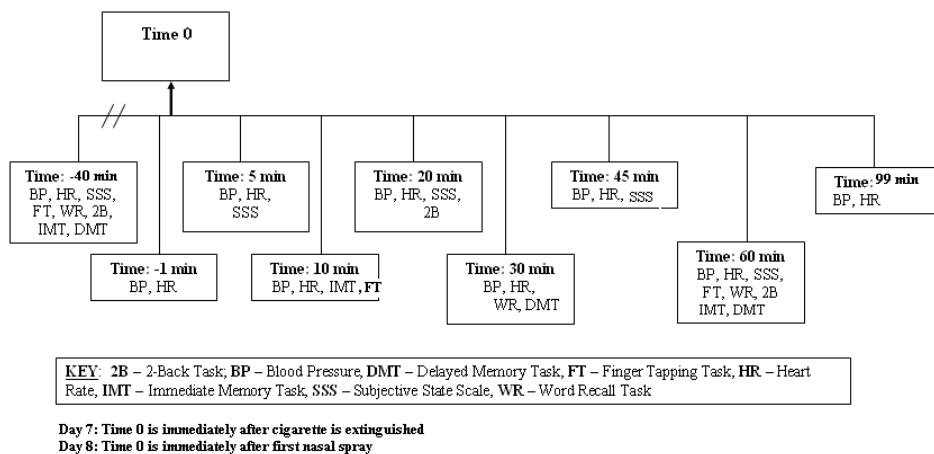 Time 0
Time: -40 min
BP, HR, SSS,
FT, WR, 2B,
IMT, DMT
Time: 5 min
BP, HR,
SSS
Time: 20 min
BP, HR, SSS,
2B
Time: 45 min
BP, HR, SSS
Time: 99 min
BP, HR
Time: -1 min
BP, HR
Time: 10 min
BP, HR, IMT, FT
Time: 30 min
BP, HR,
WR, DMT
Time: 60 min
BP, HR, SSS,
FT, WR, 2B
IMT, DMT
KEY: 2B – 2-Back Task; BP – Blood Pressure, DMT – Delayed Memory Task, FT – Finger Tapping Task, HR – Heart
Rate, IMT – Immediate Memory Task, SSS – Subjective State Scale, WR – Word Recall Task
Day 7: Time 0 is immediately after cigarette is extinguished
Day 8: Time 0 is immediately after first nasal spray